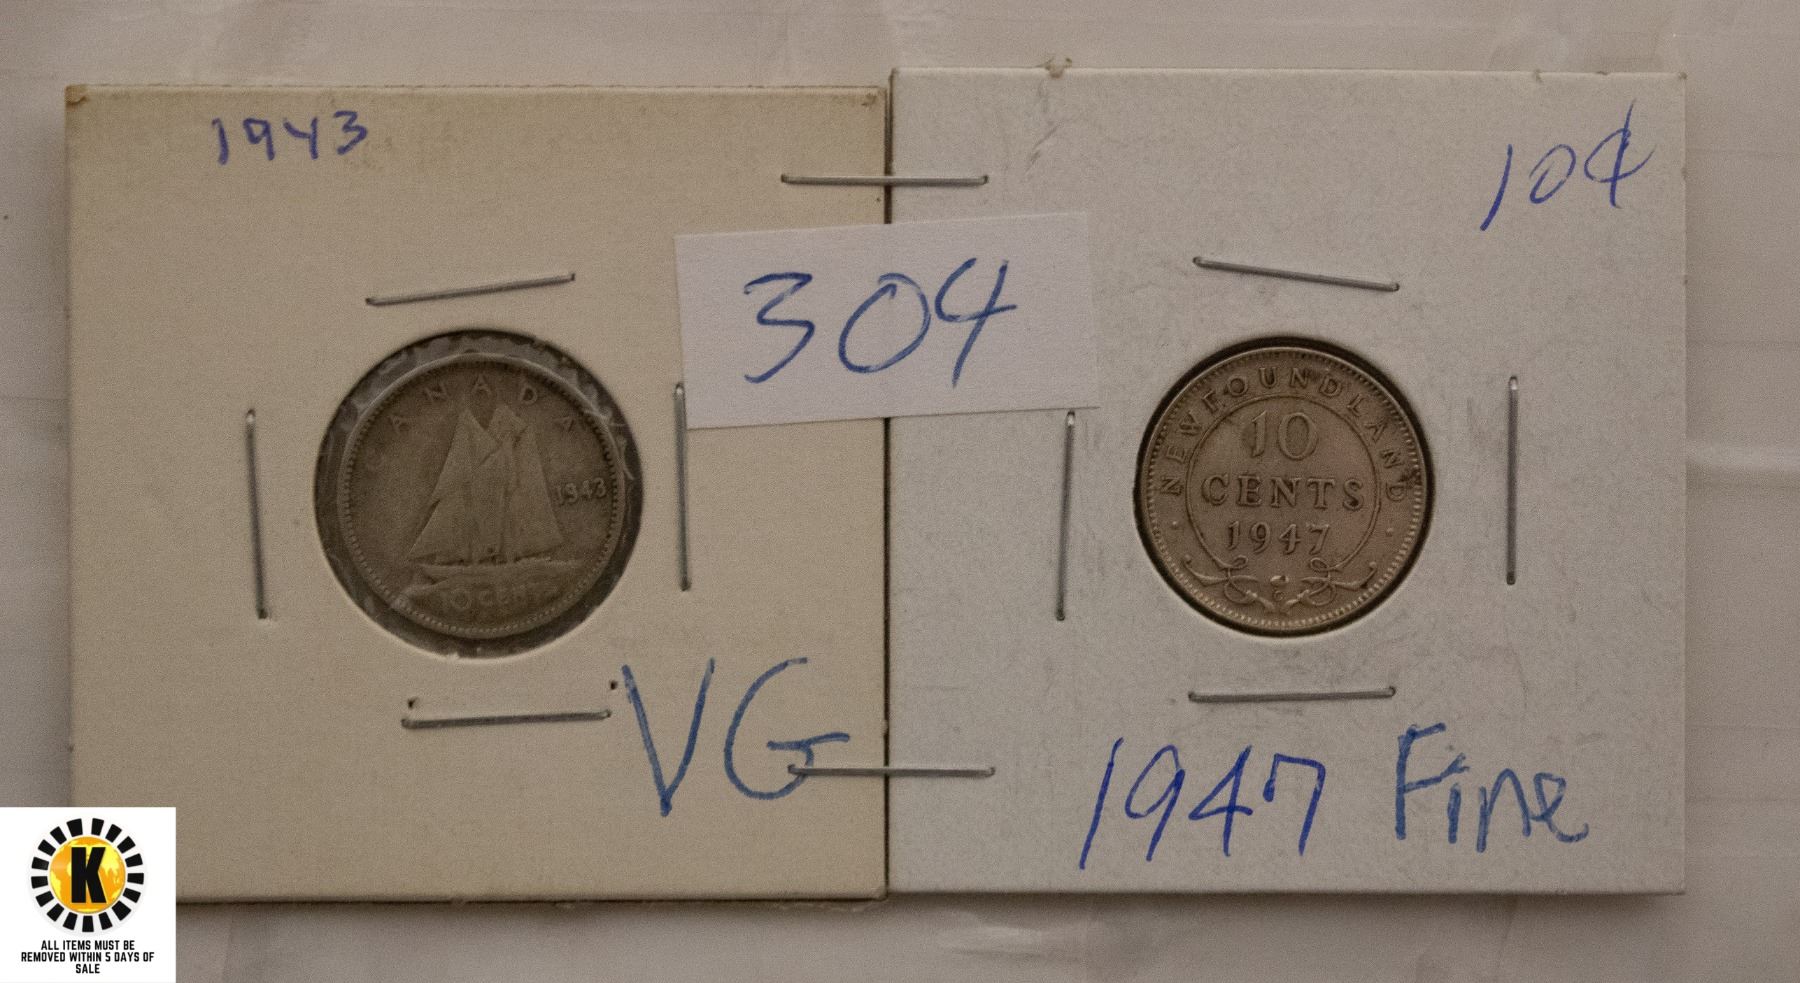 1943
10¢
304
CANADA
1943
10 CENTS
VG
NEWFOUNDLAND
10
CENTS
1947
C
1947 Fine
K
ALL ITEMS MUST BE
REMOVED WITHIN 5 DAYS OF
SALE